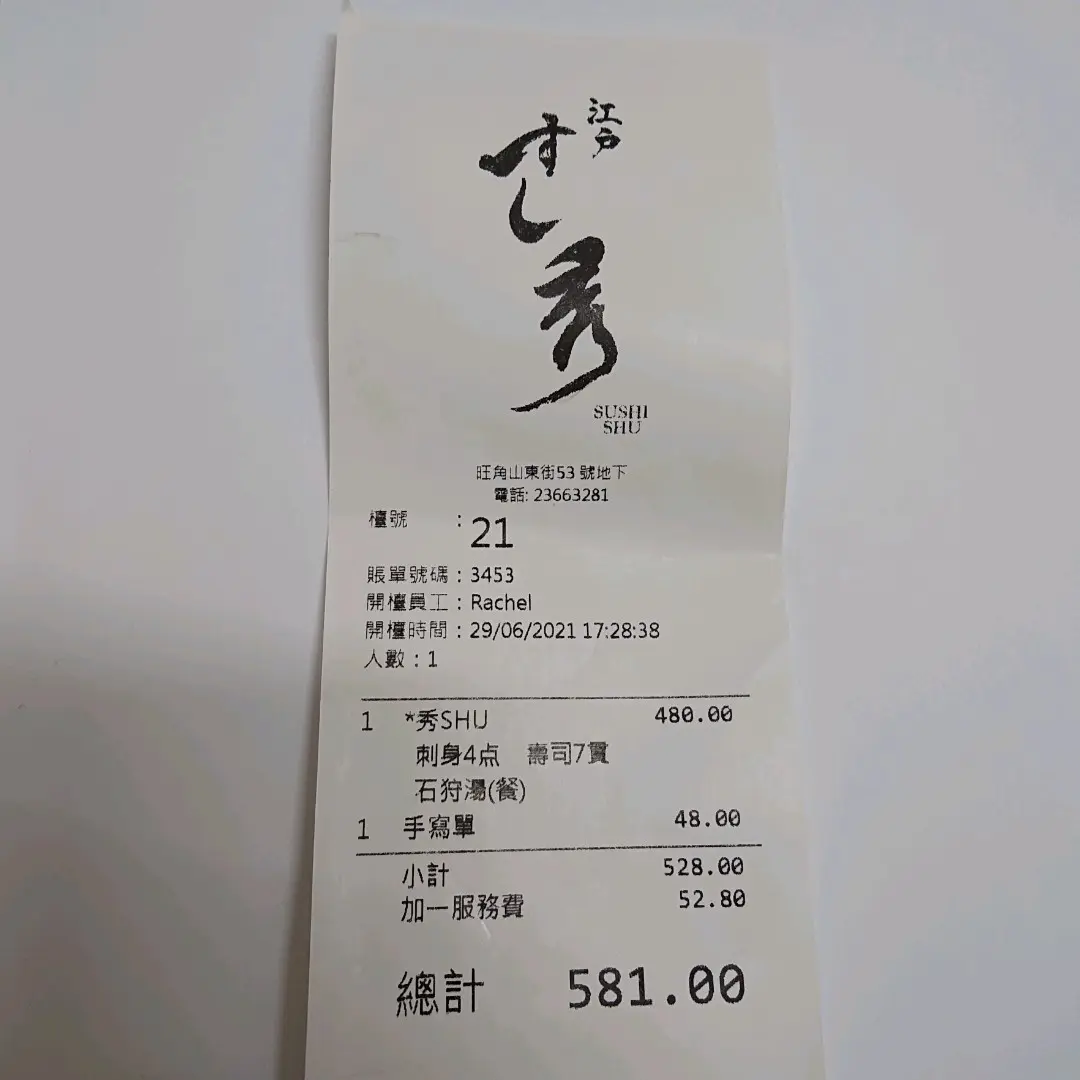 江戸
すし秀
SUSHI
SHU
旺角山東街53 號地下
電話: 23663281
檯號 : 21
賬單號碼 : 3453
開檯員工 : Rachel
開檯時間 : 29/06/2021 17:28:38
人數 : 1
1 *秀SHU 480.00
刺身4点 壽司7貫
石狩湯(餐)
1 手寫單 48.00
小計 528.00
加一服務費 52.80
總計 581.00